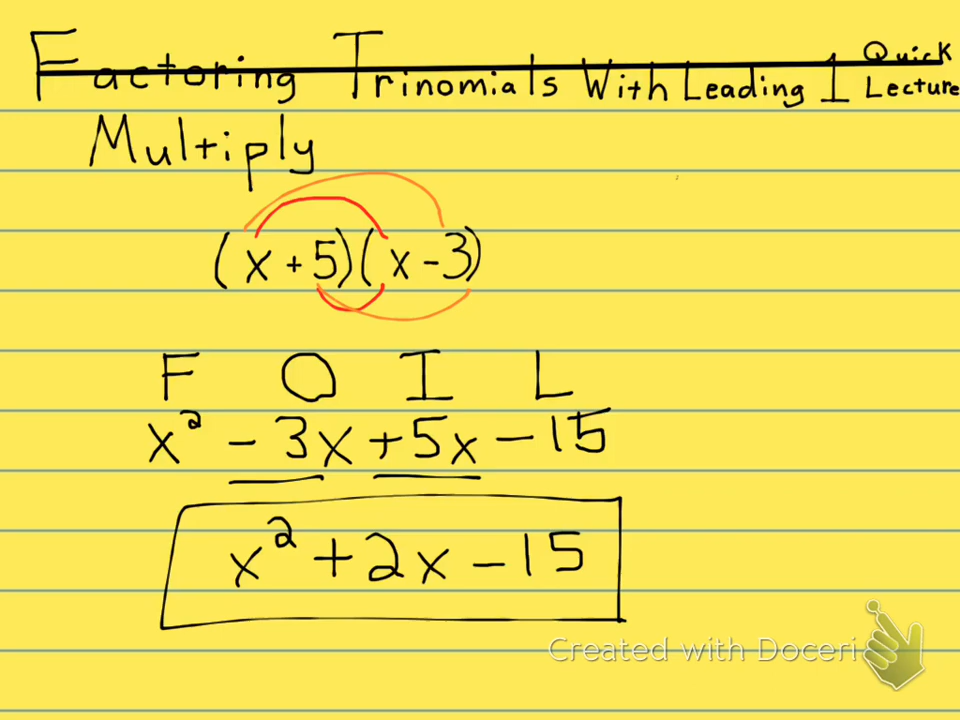 Factoring Trinomials With Leading 1 Quick Lecture
Multiply
(x + 5)(x - 3)
F O I L
x² - 3x + 5x - 15
x² + 2x - 15
Created with Doceri